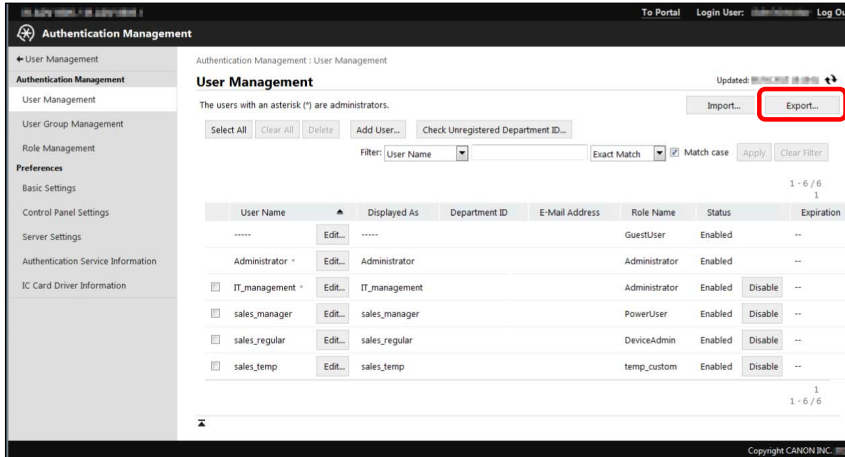 To Portal Login User: Log Ou
Authentication Management
User Management
Authentication Management
User Management
User Group Management
Role Management
Preferences
Basic Settings
Control Panel Settings
Server Settings
Authentication Service Information
IC Card Driver Information
Authentication Management : User Management
User Management
Updated:
The users with an asterisk (*) are administrators.
Import... Export...
Select All Clear All Delete Add User... Check Unregistered Department ID...
Filter: User Name Exact Match Match case Apply Clear Filter
1 - 6 / 6
1
User Name Displayed As Department ID E-Mail Address Role Name Status Expiration
----- Edit... ----- GuestUser Enabled --
Administrator * Edit... Administrator Administrator Enabled --
IT_management * Edit... IT_management Administrator Enabled Disable --
sales_manager Edit... sales_manager PowerUser Enabled Disable --
sales_regular Edit... sales_regular DeviceAdmin Enabled Disable --
sales_temp Edit... sales_temp temp_custom Enabled Disable --
1
1 - 6 / 6
Copyright CANON INC.